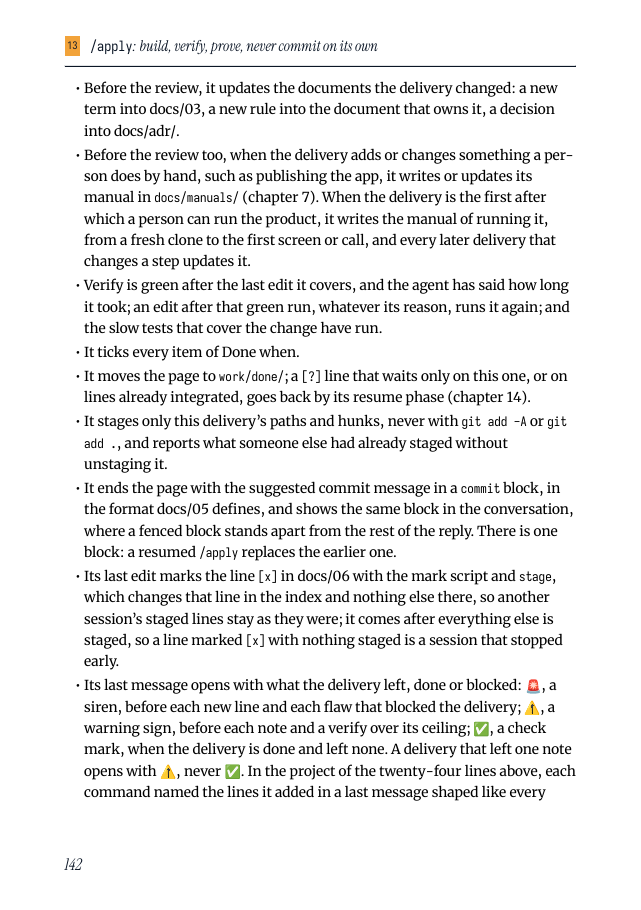 13 /apply: build, verify, prove, never commit on its own
• Before the review, it updates the documents the delivery changed: a new
term into docs/03, a new rule into the document that owns it, a decision
into docs/adr/.
• Before the review too, when the delivery adds or changes something a per-
son does by hand, such as publishing the app, it writes or updates its
manual in docs/manuals/ (chapter 7). When the delivery is the first after
which a person can run the product, it writes the manual of running it,
from a fresh clone to the first screen or call, and every later delivery that
changes a step updates it.
• Verify is green after the last edit it covers, and the agent has said how long
it took; an edit after that green run, whatever its reason, runs it again; and
the slow tests that cover the change have run.
• It ticks every item of Done when.
• It moves the page to work/done/; a [?] line that waits only on this one, or on
lines already integrated, goes back by its resume phase (chapter 14).
• It stages only this delivery’s paths and hunks, never with git add -A or git
add ., and reports what someone else had already staged without
unstaging it.
• It ends the page with the suggested commit message in a commit block, in
the format docs/05 defines, and shows the same block in the conversation,
where a fenced block stands apart from the rest of the reply. There is one
block: a resumed /apply replaces the earlier one.
• Its last edit marks the line [x] in docs/06 with the mark script and stage,
which changes that line in the index and nothing else there, so another
session’s staged lines stay as they were; it comes after everything else is
staged, so a line marked [x] with nothing staged is a session that stopped
early.
• Its last message opens with what the delivery left, done or blocked: 🚨, a
siren, before each new line and each flaw that blocked the delivery; ⚠️, a
warning sign, before each note and a verify over its ceiling; ✅, a check
mark, when the delivery is done and left none. A delivery that left one note
opens with ⚠️, never ✅. In the project of the twenty-four lines above, each
command named the lines it added in a last message shaped like every
142